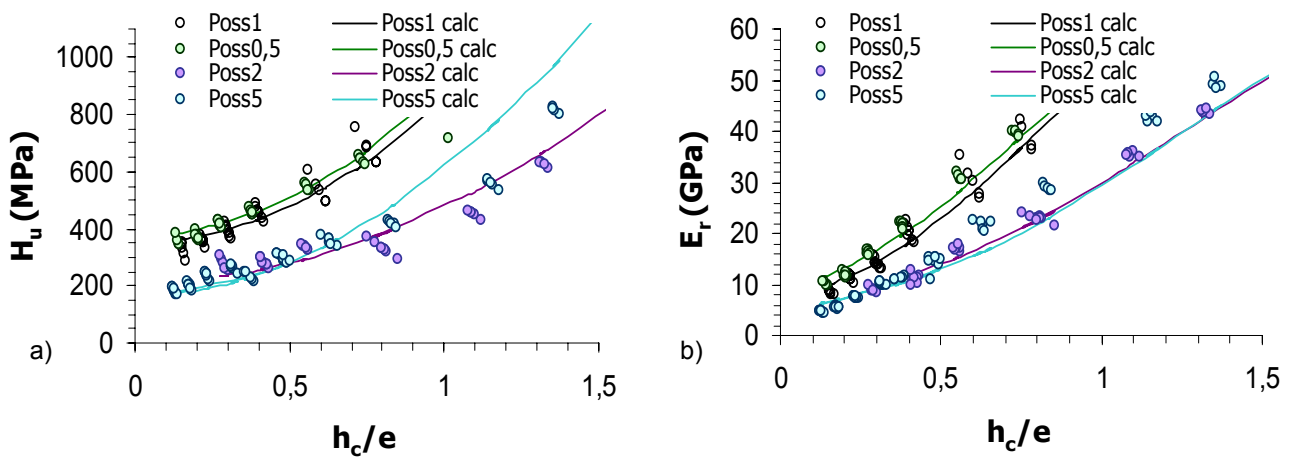 Poss1
Poss0,5
Poss2
Poss5
Poss1 calc
Poss0,5 calc
Poss2 calc
Poss5 calc
1000
800
600
400
200
0
Hu (MPa)
0
0,5
1
1,5
hc/e
a)
Poss1
Poss0,5
Poss2
Poss5
Poss1 calc
Poss0,5 calc
Poss2 calc
Poss5 calc
60
50
40
30
20
10
0
Er (GPa)
0
0,5
1
1,5
hc/e
b)